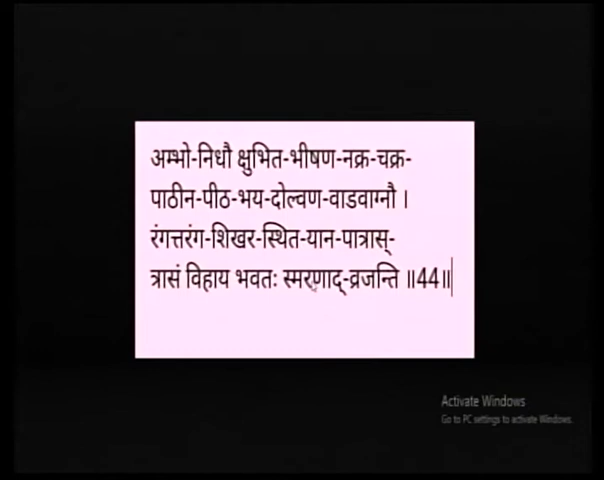 अम्भो-निधौ क्षुभित-भीषण-नक्र-चक्र-
पाठीन-पीठ-भय-दोल्वण-वाडवाग्नौ ।
रंगत्तरंग-शिखर-स्थित-यान-पात्रास्-
त्रासं विहाय भवतः स्मरणाद्-व्रजन्ति ॥44॥
Activate Windows
Go to PC settings to activate Windows.